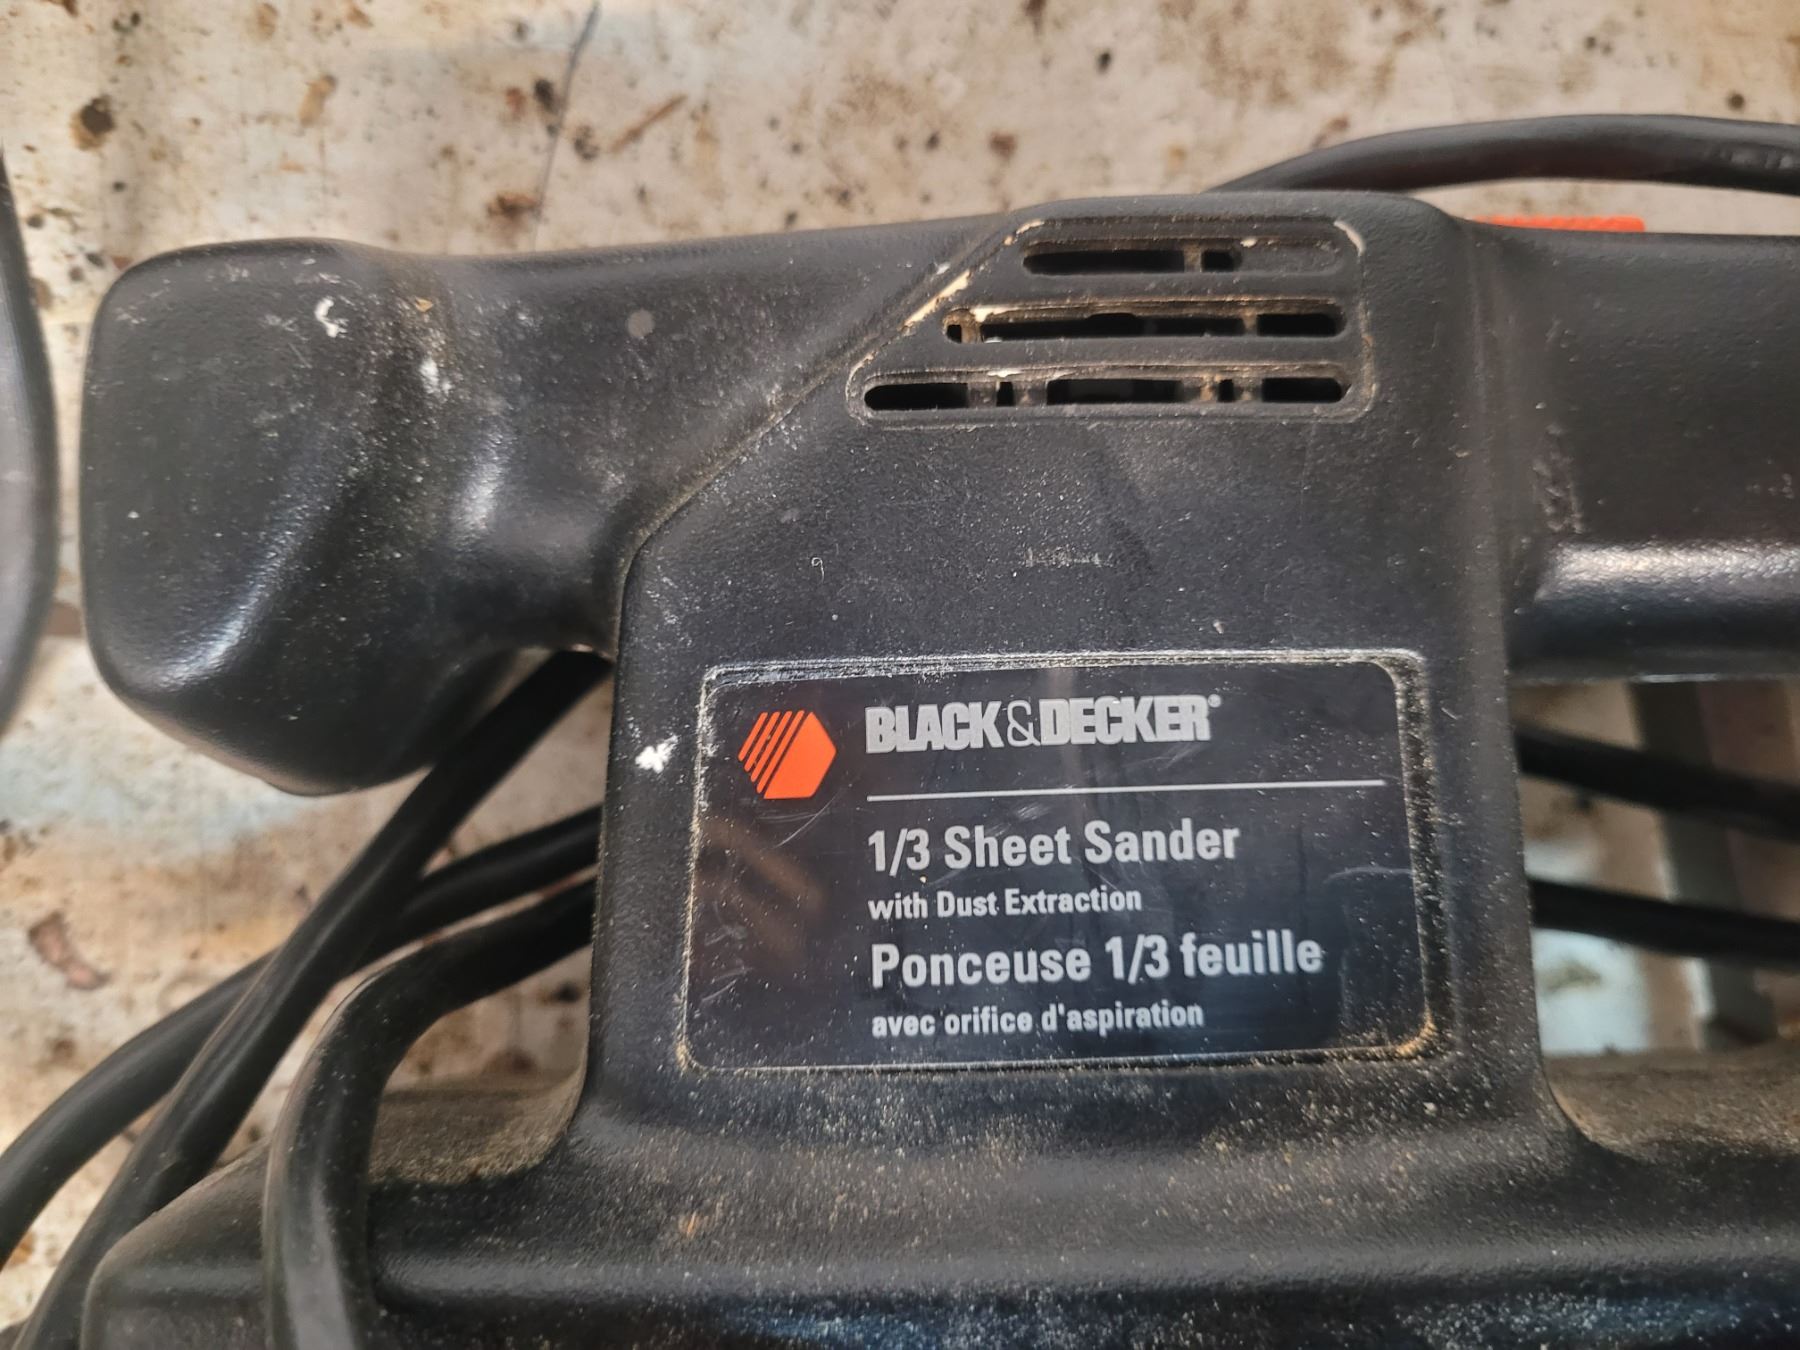 BLACK&DECKER®
1/3 Sheet Sander
with Dust Extraction
Ponceuse 1/3 feuille
avec orifice d'aspiration